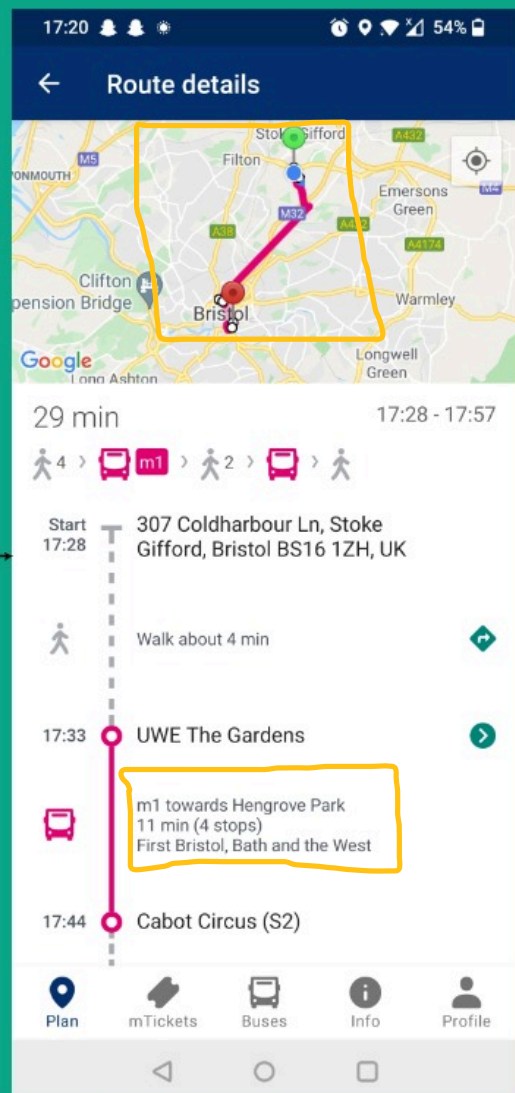 17:20 54%
Route details
Stoke Gifford
A432
M5
Filton
ONMOUTH
Emersons
Green
M4
M32
A38
A432
A4174
Clifton
pension Bridge
Bristol
Warmley
Google
Long Ashton
Longwell
Green
29 min 17:28 - 17:57
4 > m1 > 2 > >
Start
17:28
307 Coldharbour Ln, Stoke
Gifford, Bristol BS16 1ZH, UK
Walk about 4 min
17:33 UWE The Gardens
m1 towards Hengrove Park
11 min (4 stops)
First Bristol, Bath and the West
17:44 Cabot Circus (S2)
Plan mTickets Buses Info Profile